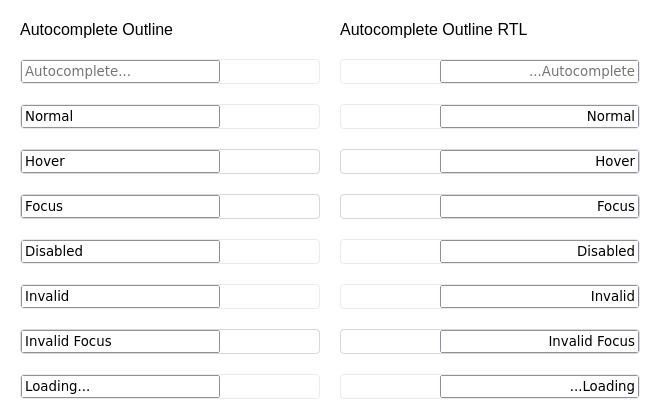 Autocomplete Outline
Autocomplete...
Normal
Hover
Focus
Disabled
Invalid
Invalid Focus
Loading...
Autocomplete Outline RTL
...Autocomplete
Normal
Hover
Focus
Disabled
Invalid
Invalid Focus
...Loading